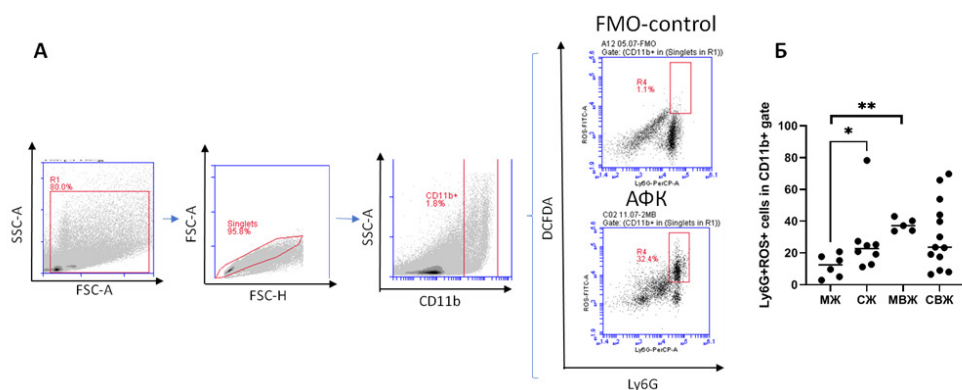 А
Б
SSC-A
R1
80.0%
FSC-A
FSC-A
Singlets
95.8%
FSC-H
SSC-A
CD11b+
1.8%
CD11b
FMO-control
A12 05.07-FMO
Gate: (CD11b+ in (Singlets in R1))
R4
1.1%
ROS-FITC-A
Ly6G-PerCP-A
DCFDA
АФК
C02 11.07-2MB
Gate: (CD11b+ in (Singlets in R1))
R4
32.4%
ROS-FITC-A
Ly6G-PerCP-A
Ly6G
Ly6G+ROS+ cells in CD11b+ gate
100
80
60
40
20
0
**
*
МЖ СЖ МВЖ СВЖ